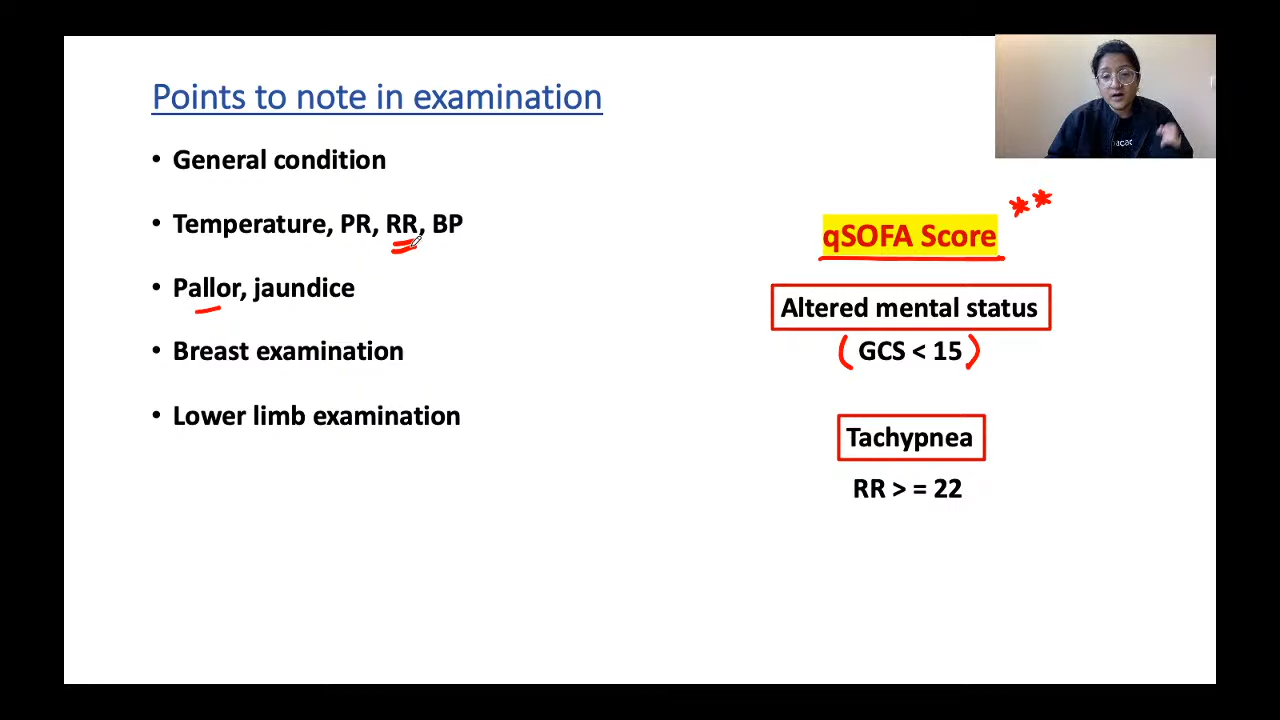 Points to note in examination
• General condition
• Temperature, PR, RR, BP
• Pallor, jaundice
• Breast examination
• Lower limb examination
qSOFA Score
**
Altered mental status
(GCS < 15)
Tachypnea
RR > = 22